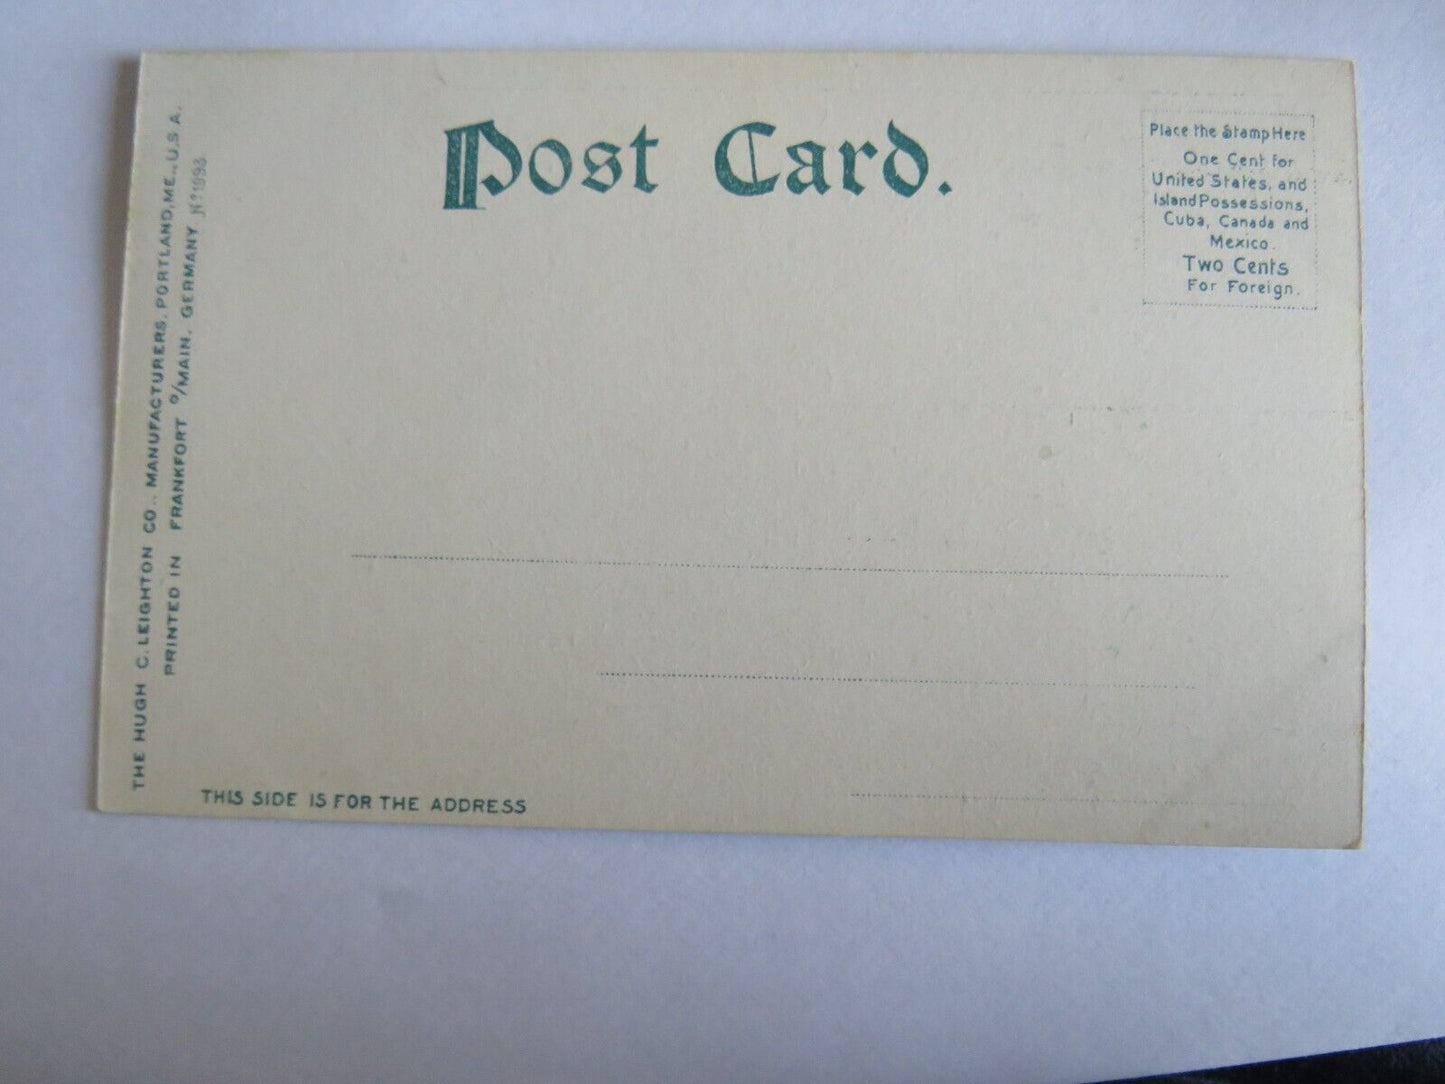 Post Card.
Place the Stamp Here
One Cent for
United States, and
Island Possessions,
Cuba, Canada and
Mexico.
Two Cents
For Foreign.
THE HUGH C. LEIGHTON CO., MANUFACTURERS, PORTLAND, ME., U.S.A.
PRINTED IN FRANKFORT o/MAIN, GERMANY.
THIS SIDE IS FOR THE ADDRESS